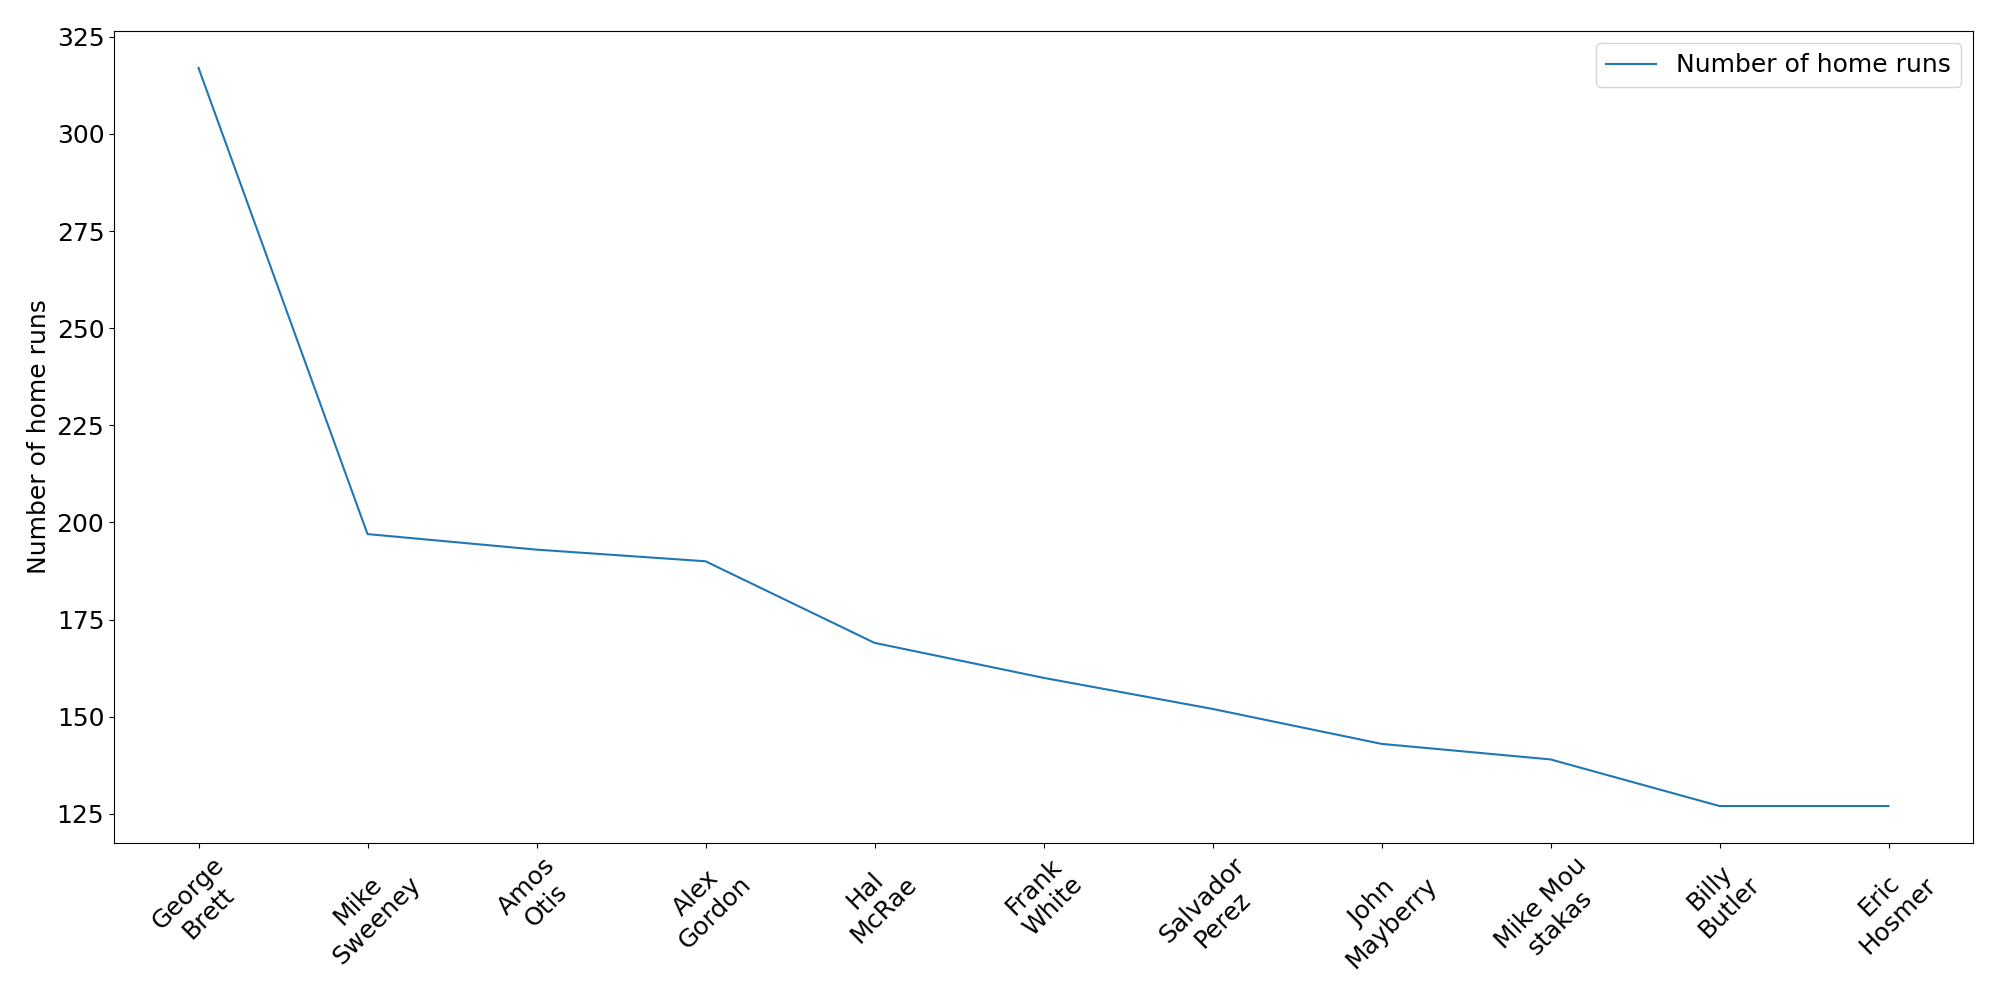 325
300
275
250
225
200
175
150
125
Number of home runs
Number of home runs
George
Brett
Mike
Sweeney
Amos
Otis
Alex
Gordon
Hal
McRae
Frank
White
Salvador
Perez
John
Mayberry
Mike Mou
stakas
Billy
Butler
Eric
Hosmer